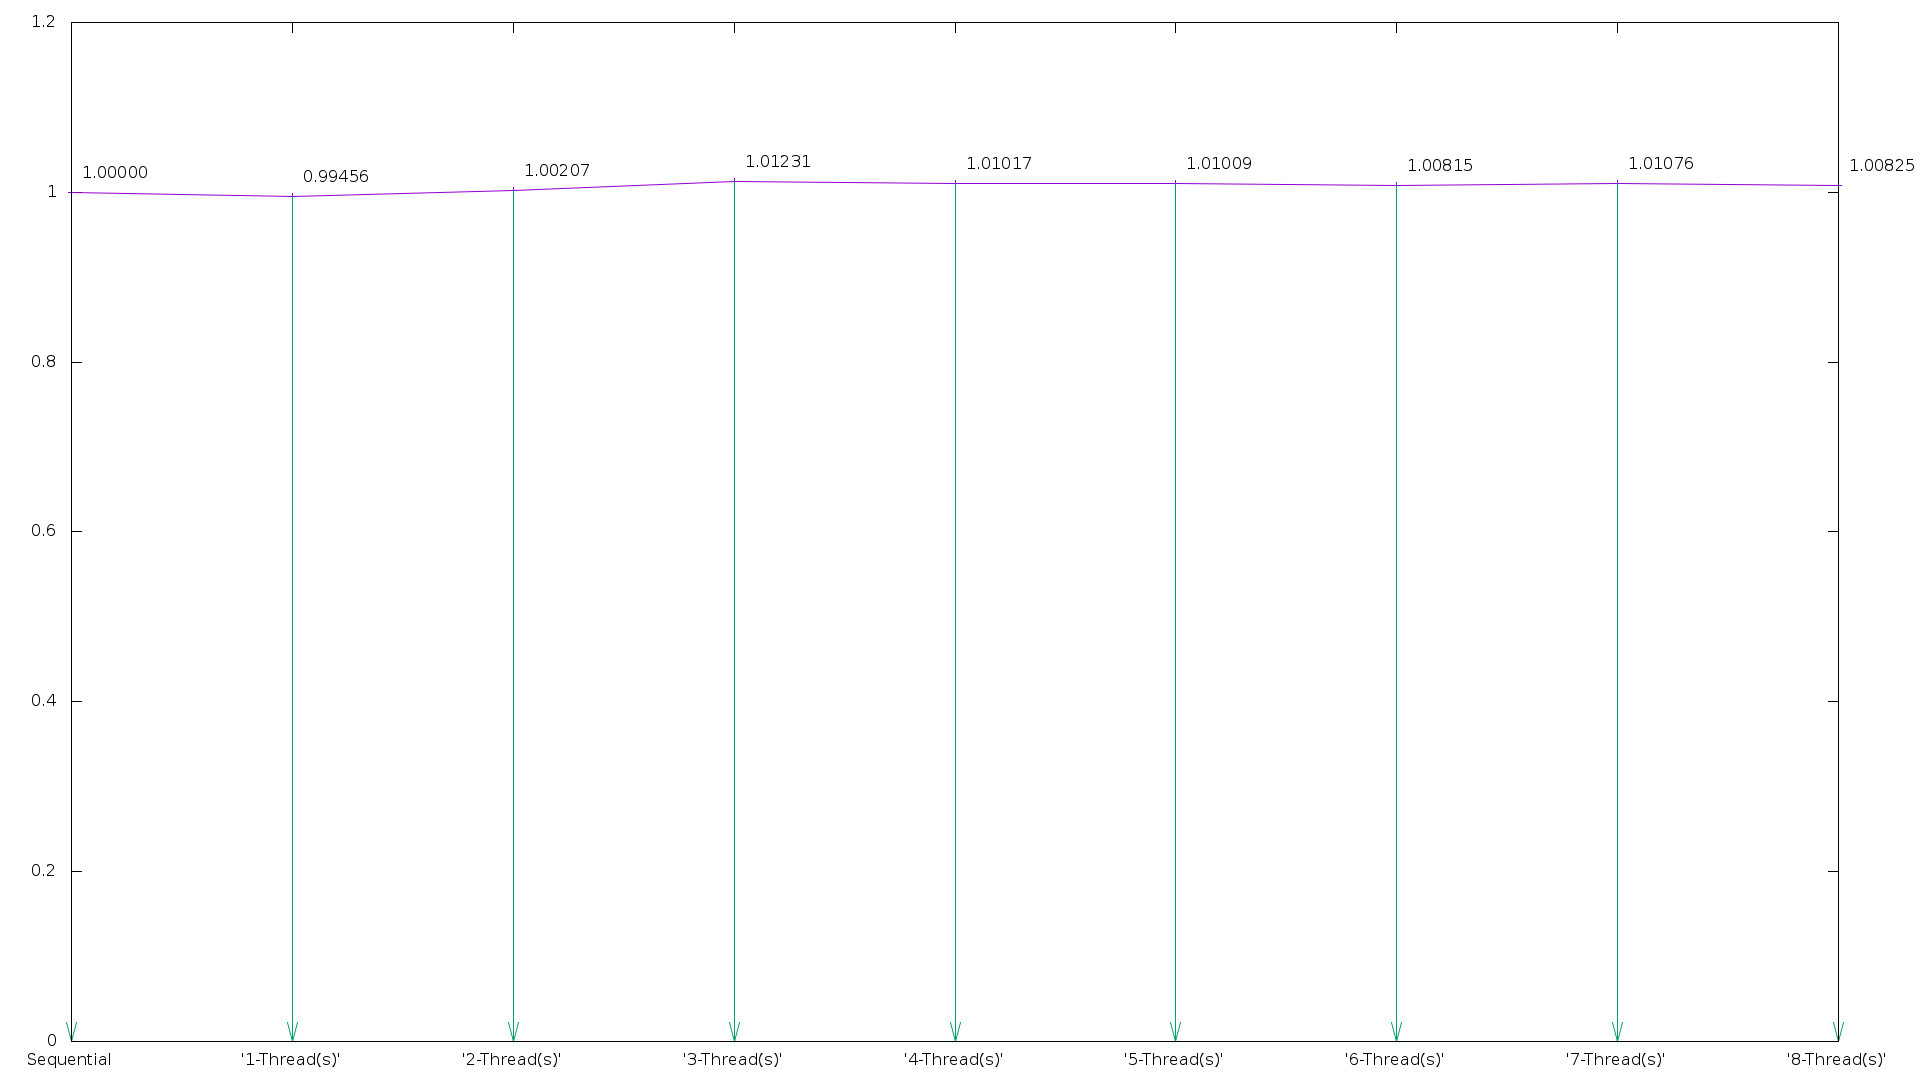 1.2
1.00000
0.99456
1.00207
1.01231
1.01017
1.01009
1.00815
1.01076
1.00825
1
0.8
0.6
0.4
0.2
0
Sequential
'1-Thread(s)'
'2-Thread(s)'
'3-Thread(s)'
'4-Thread(s)'
'5-Thread(s)'
'6-Thread(s)'
'7-Thread(s)'
'8-Thread(s)'